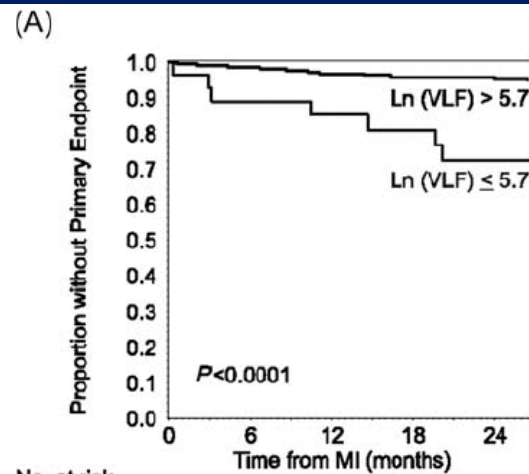 (A)
Proportion without Primary Endpoint
1.0
0.9
0.8
0.7
0.6
0.5
0.4
0.3
0.2
0.1
0.0
Ln (VLF) > 5.7
Ln (VLF) ≤ 5.7
P<0.0001
0 6 12 18 24
Time from MI (months)